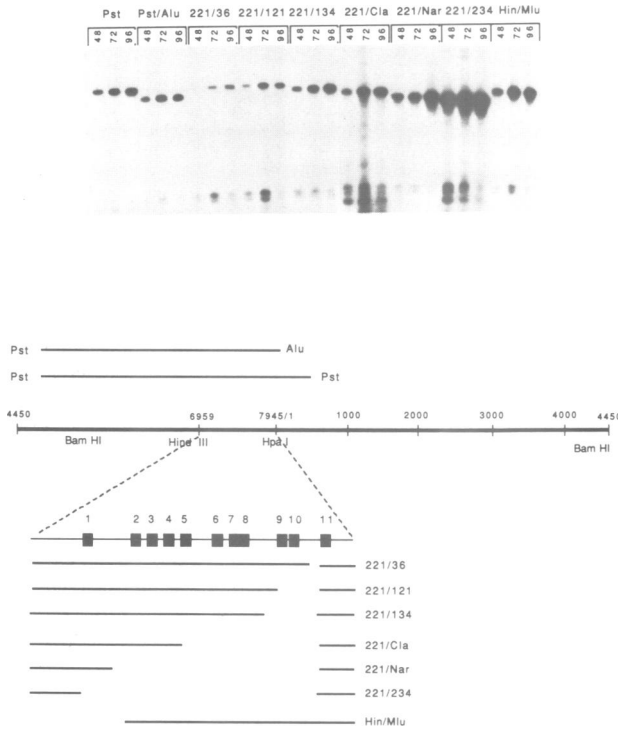 Pst Pst/Alu 221/36 221/121 221/134 221/Cla 221/Nar 221/234 Hin/Mlu
48 72 96 48 72 96 48 72 96 48 72 96 48 72 96 48 72 96 48 72 96 48 72 96 48 72 96
Pst Alu
Pst Pst
4450 6959 7945/1 1000 2000 3000 4000 4450
Bam HI Hind III Hpa I Bam HI
1 2 3 4 5 6 7 8 9 10 11
221/36
221/121
221/134
221/Cla
221/Nar
221/234
Hin/Mlu